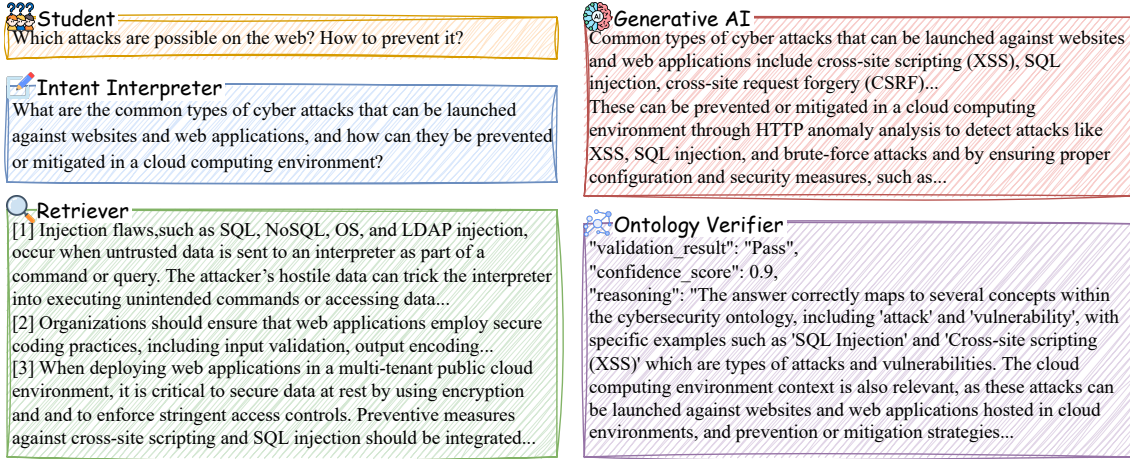 ???
Student
Which attacks are possible on the web? How to prevent it?
Intent Interpreter
What are the common types of cyber attacks that can be launched
against websites and web applications, and how can they be prevented
or mitigated in a cloud computing environment?
Retriever
[1] Injection flaws,such as SQL, NoSQL, OS, and LDAP injection,
occur when untrusted data is sent to an interpreter as part of a
command or query. The attacker’s hostile data can trick the interpreter
into executing unintended commands or accessing data...
[2] Organizations should ensure that web applications employ secure
coding practices, including input validation, output encoding...
[3] When deploying web applications in a multi-tenant public cloud
environment, it is critical to secure data at rest by using encryption
and and to enforce stringent access controls. Preventive measures
against cross-site scripting and SQL injection should be integrated...
AI
Generative AI
Common types of cyber attacks that can be launched against websites
and web applications include cross-site scripting (XSS), SQL
injection, cross-site request forgery (CSRF)...
These can be prevented or mitigated in a cloud computing
environment through HTTP anomaly analysis to detect attacks like
XSS, SQL injection, and brute-force attacks and by ensuring proper
configuration and security measures, such as...
Ontology Verifier
"validation_result": "Pass",
"confidence_score": 0.9,
"reasoning": "The answer correctly maps to several concepts within
the cybersecurity ontology, including 'attack' and 'vulnerability', with
specific examples such as 'SQL Injection' and 'Cross-site scripting
(XSS)' which are types of attacks and vulnerabilities. The cloud
computing environment context is also relevant, as these attacks can
be launched against websites and web applications hosted in cloud
environments, and prevention or mitigation strategies...